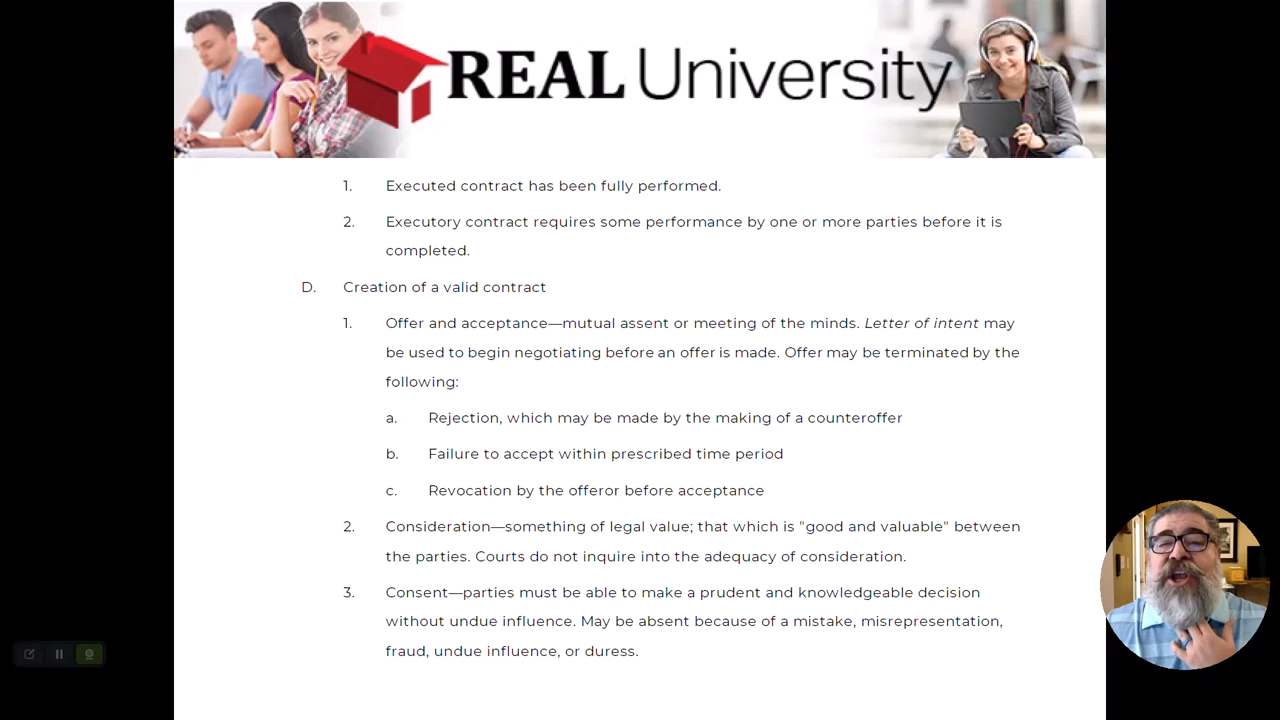 REAL University
1. Executed contract has been fully performed.
2. Executory contract requires some performance by one or more parties before it is
completed.
D. Creation of a valid contract
1. Offer and acceptance—mutual assent or meeting of the minds. Letter of intent may
be used to begin negotiating before an offer is made. Offer may be terminated by the
following:
a. Rejection, which may be made by the making of a counteroffer
b. Failure to accept within prescribed time period
c. Revocation by the offeror before acceptance
2. Consideration—something of legal value; that which is "good and valuable" between
the parties. Courts do not inquire into the adequacy of consideration.
3. Consent—parties must be able to make a prudent and knowledgeable decision
without undue influence. May be absent because of a mistake, misrepresentation,
fraud, undue influence, or duress.